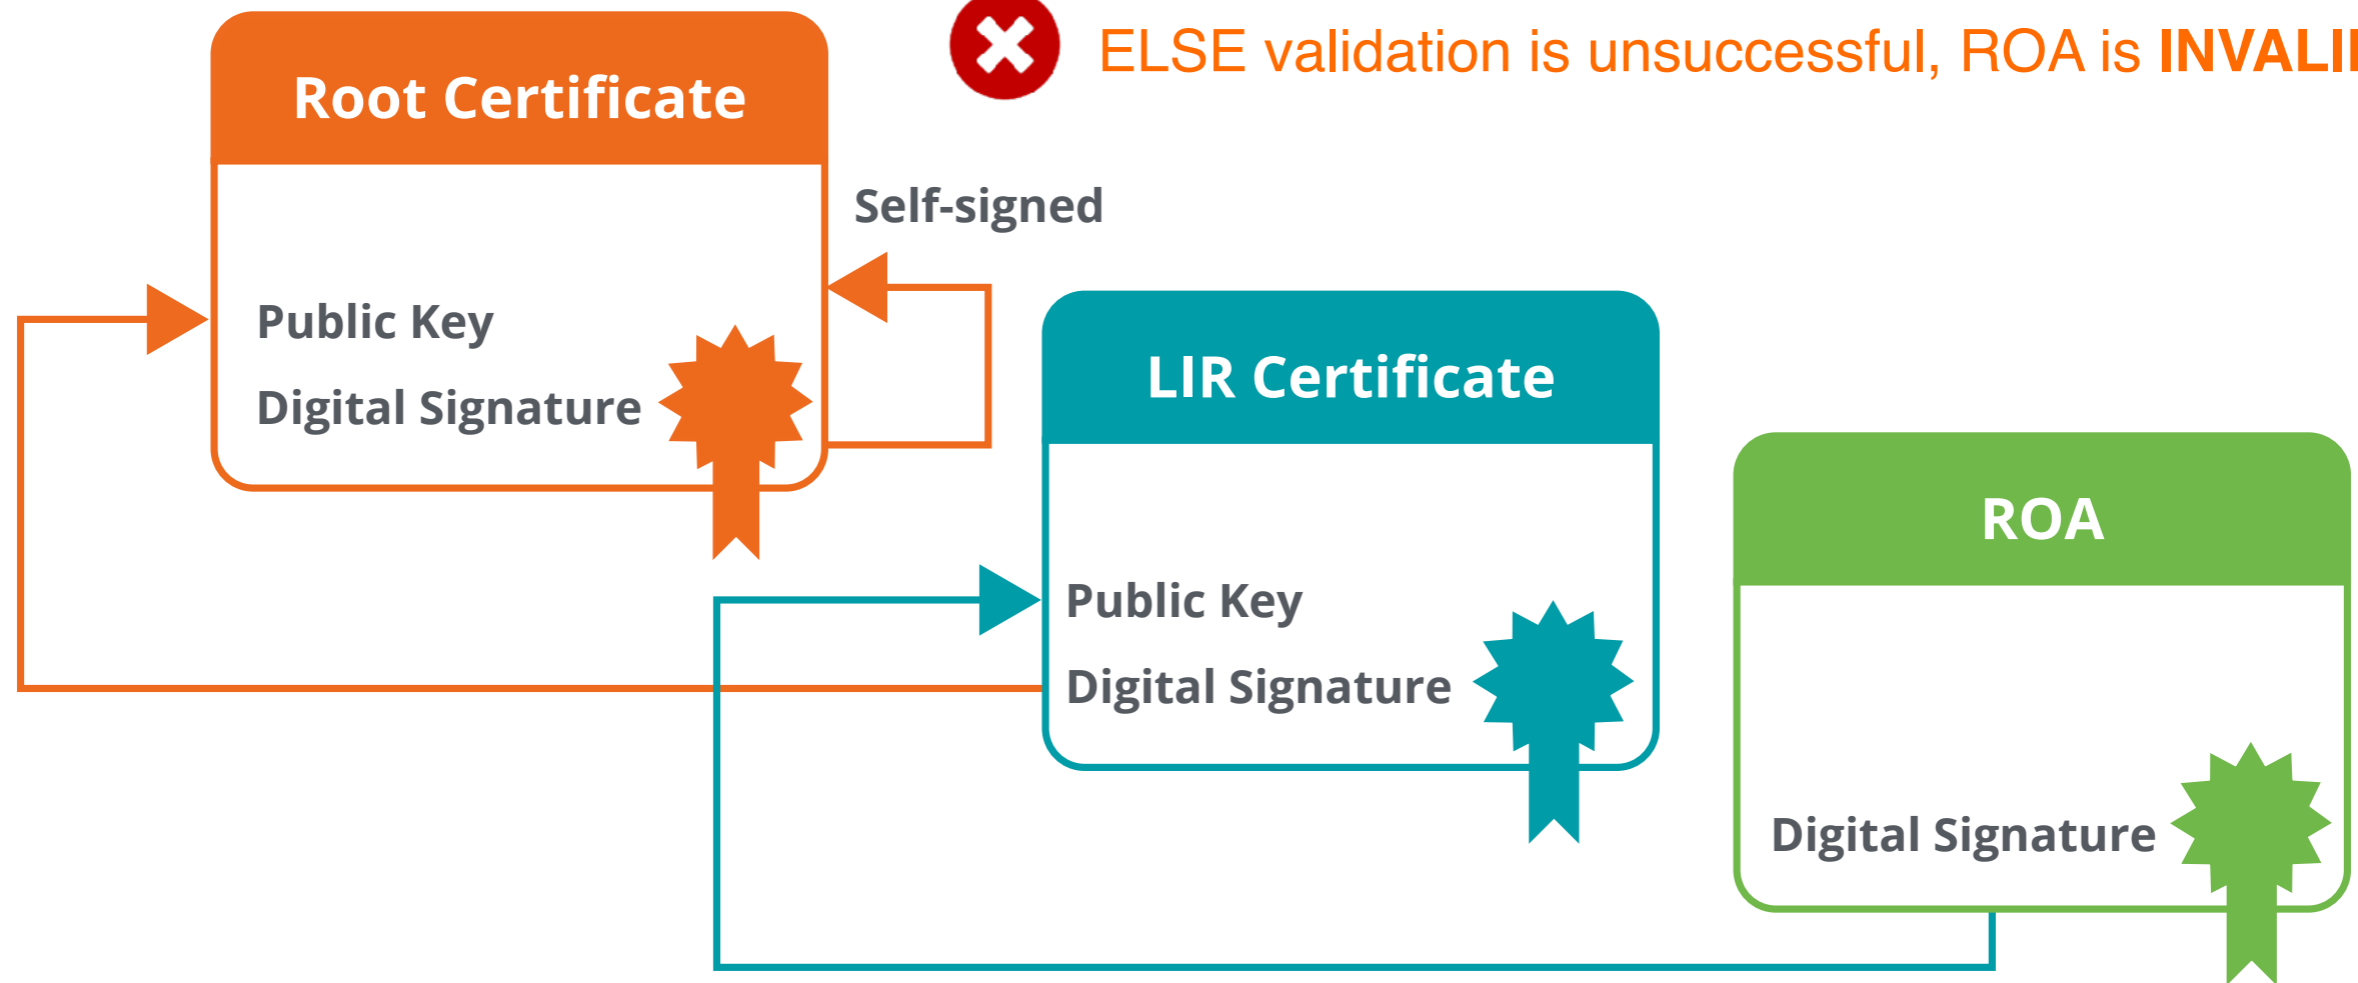 ELSE validation is unsuccessful, ROA is INVALI
Root Certificate
Self-signed
Public Key
Digital Signature
LIR Certificate
Public Key
Digital Signature
ROA
Digital Signature